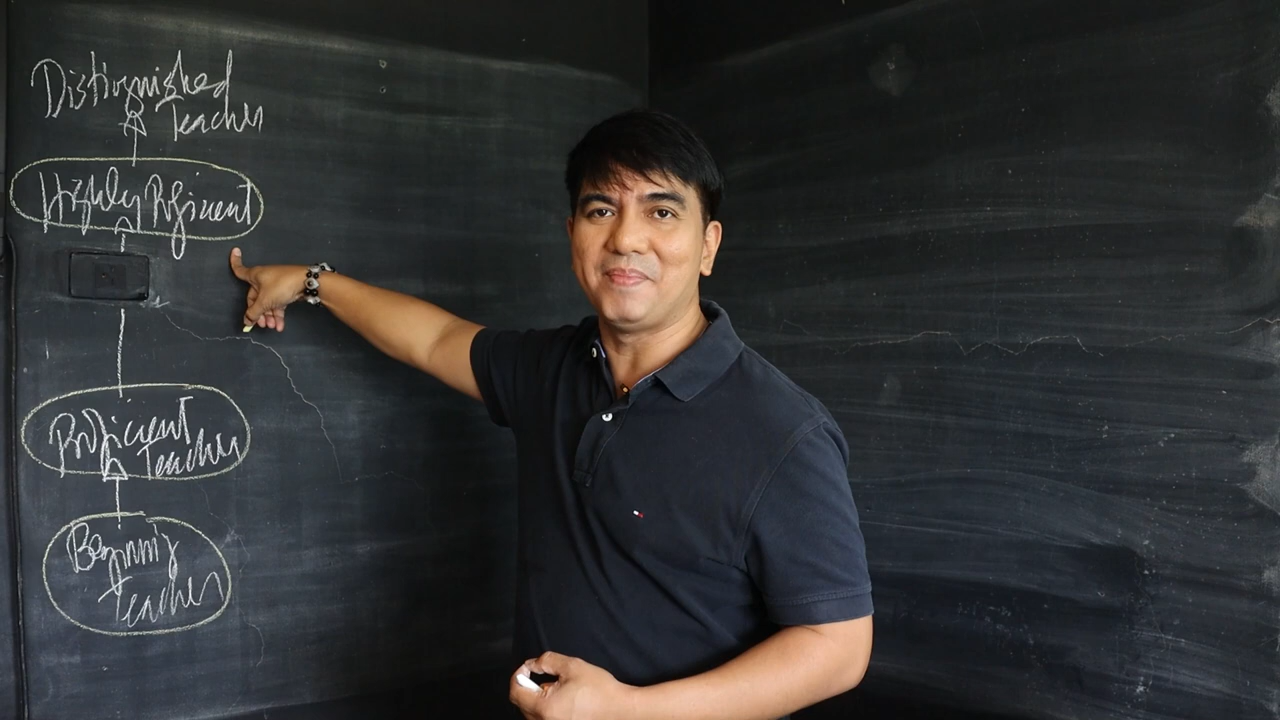 Distinguished
Teacher
Highly Proficient
Proficient
Teacher
Beginning
Teacher